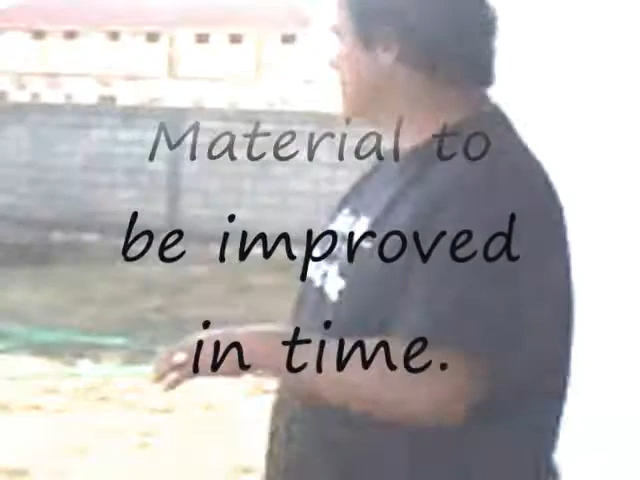 Material to
be improved
in time.